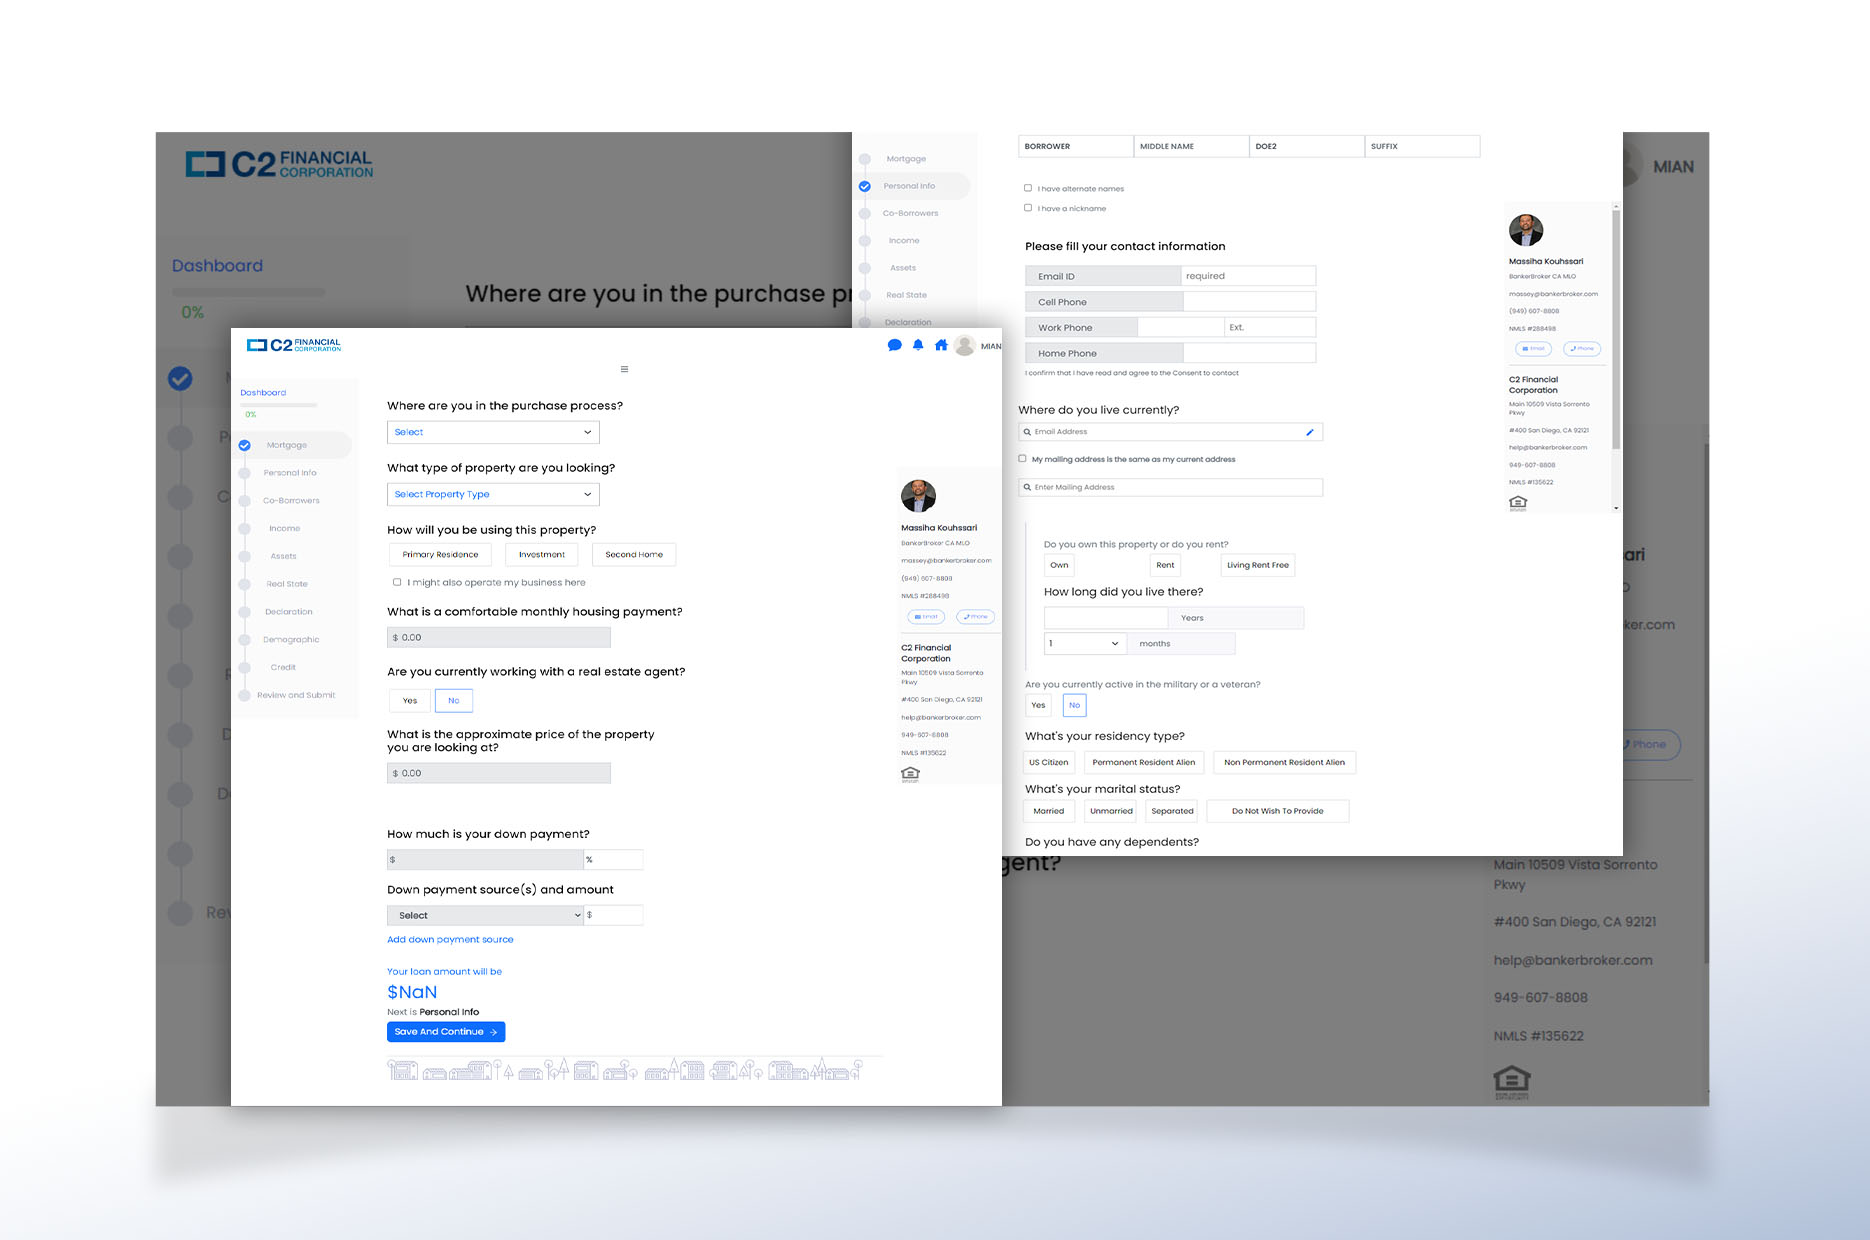 C2 FINANCIAL
CORPORATION
Dashboard
0%
Where are you in the purchase pr
MIAN
Phone
ari
ker.com
gent?
Main 10509 Vista Sorrento
Pkwy
#400 San Diego, CA 92121
help@bankerbroker.com
949-607-8808
NMLS #135622
Rev
C2 FINANCIAL
CORPORATION
MIAN
Dashboard
0%
Mortgage
Personal Info
Co-Borrowers
Income
Assets
Real State
Declaration
Demographic
Credit
Review and Submit
Where are you in the purchase process?
Select
What type of property are you looking?
Select Property Type
How will you be using this property?
Primary Residence
Investment
Second Home
I might also operate my business here
What is a comfortable monthly housing payment?
$ 0.00
Are you currently working with a real estate agent?
Yes
No
What is the approximate price of the property
you are looking at?
$ 0.00
How much is your down payment?
$
%
Down payment source(s) and amount
Select
$
Add down payment source
Your loan amount will be
$NaN
Next is Personal Info
Save And Continue →
Massiha Kouhssari
BankerBroker CA MLO
massey@bankerbroker.com
(949) 607-8808
NMLS #288498
Email
Phone
C2 Financial
Corporation
Main 10509 Vista Sorrento
Pkwy
#400 San Diego, CA 92121
help@bankerbroker.com
949-607-8808
NMLS #135622
Mortgage
Personal Info
Co-Borrowers
Income
Assets
Real State
Declaration
BORROWER
MIDDLE NAME
DOE2
SUFFIX
I have alternate names
I have a nickname
Please fill your contact information
Email ID
required
Cell Phone
Work Phone
Ext.
Home Phone
I confirm that I have read and agree to the Consent to contact
Where do you live currently?
Email Address
My mailing address is the same as my current address
Enter Mailing Address
Do you own this property or do you rent?
Own
Rent
Living Rent Free
How long did you live there?
Years
1
months
Are you currently active in the military or a veteran?
Yes
No
What's your residency type?
US Citizen
Permanent Resident Alien
Non Permanent Resident Alien
What's your marital status?
Married
Unmarried
Separated
Do Not Wish To Provide
Do you have any dependents?
Massiha Kouhssari
BankerBroker CA MLO
massey@bankerbroker.com
(949) 607-8808
NMLS #288498
Email
Phone
C2 Financial
Corporation
Main 10509 Vista Sorrento
Pkwy
#400 San Diego, CA 92121
help@bankerbroker.com
949-607-8808
NMLS #135622